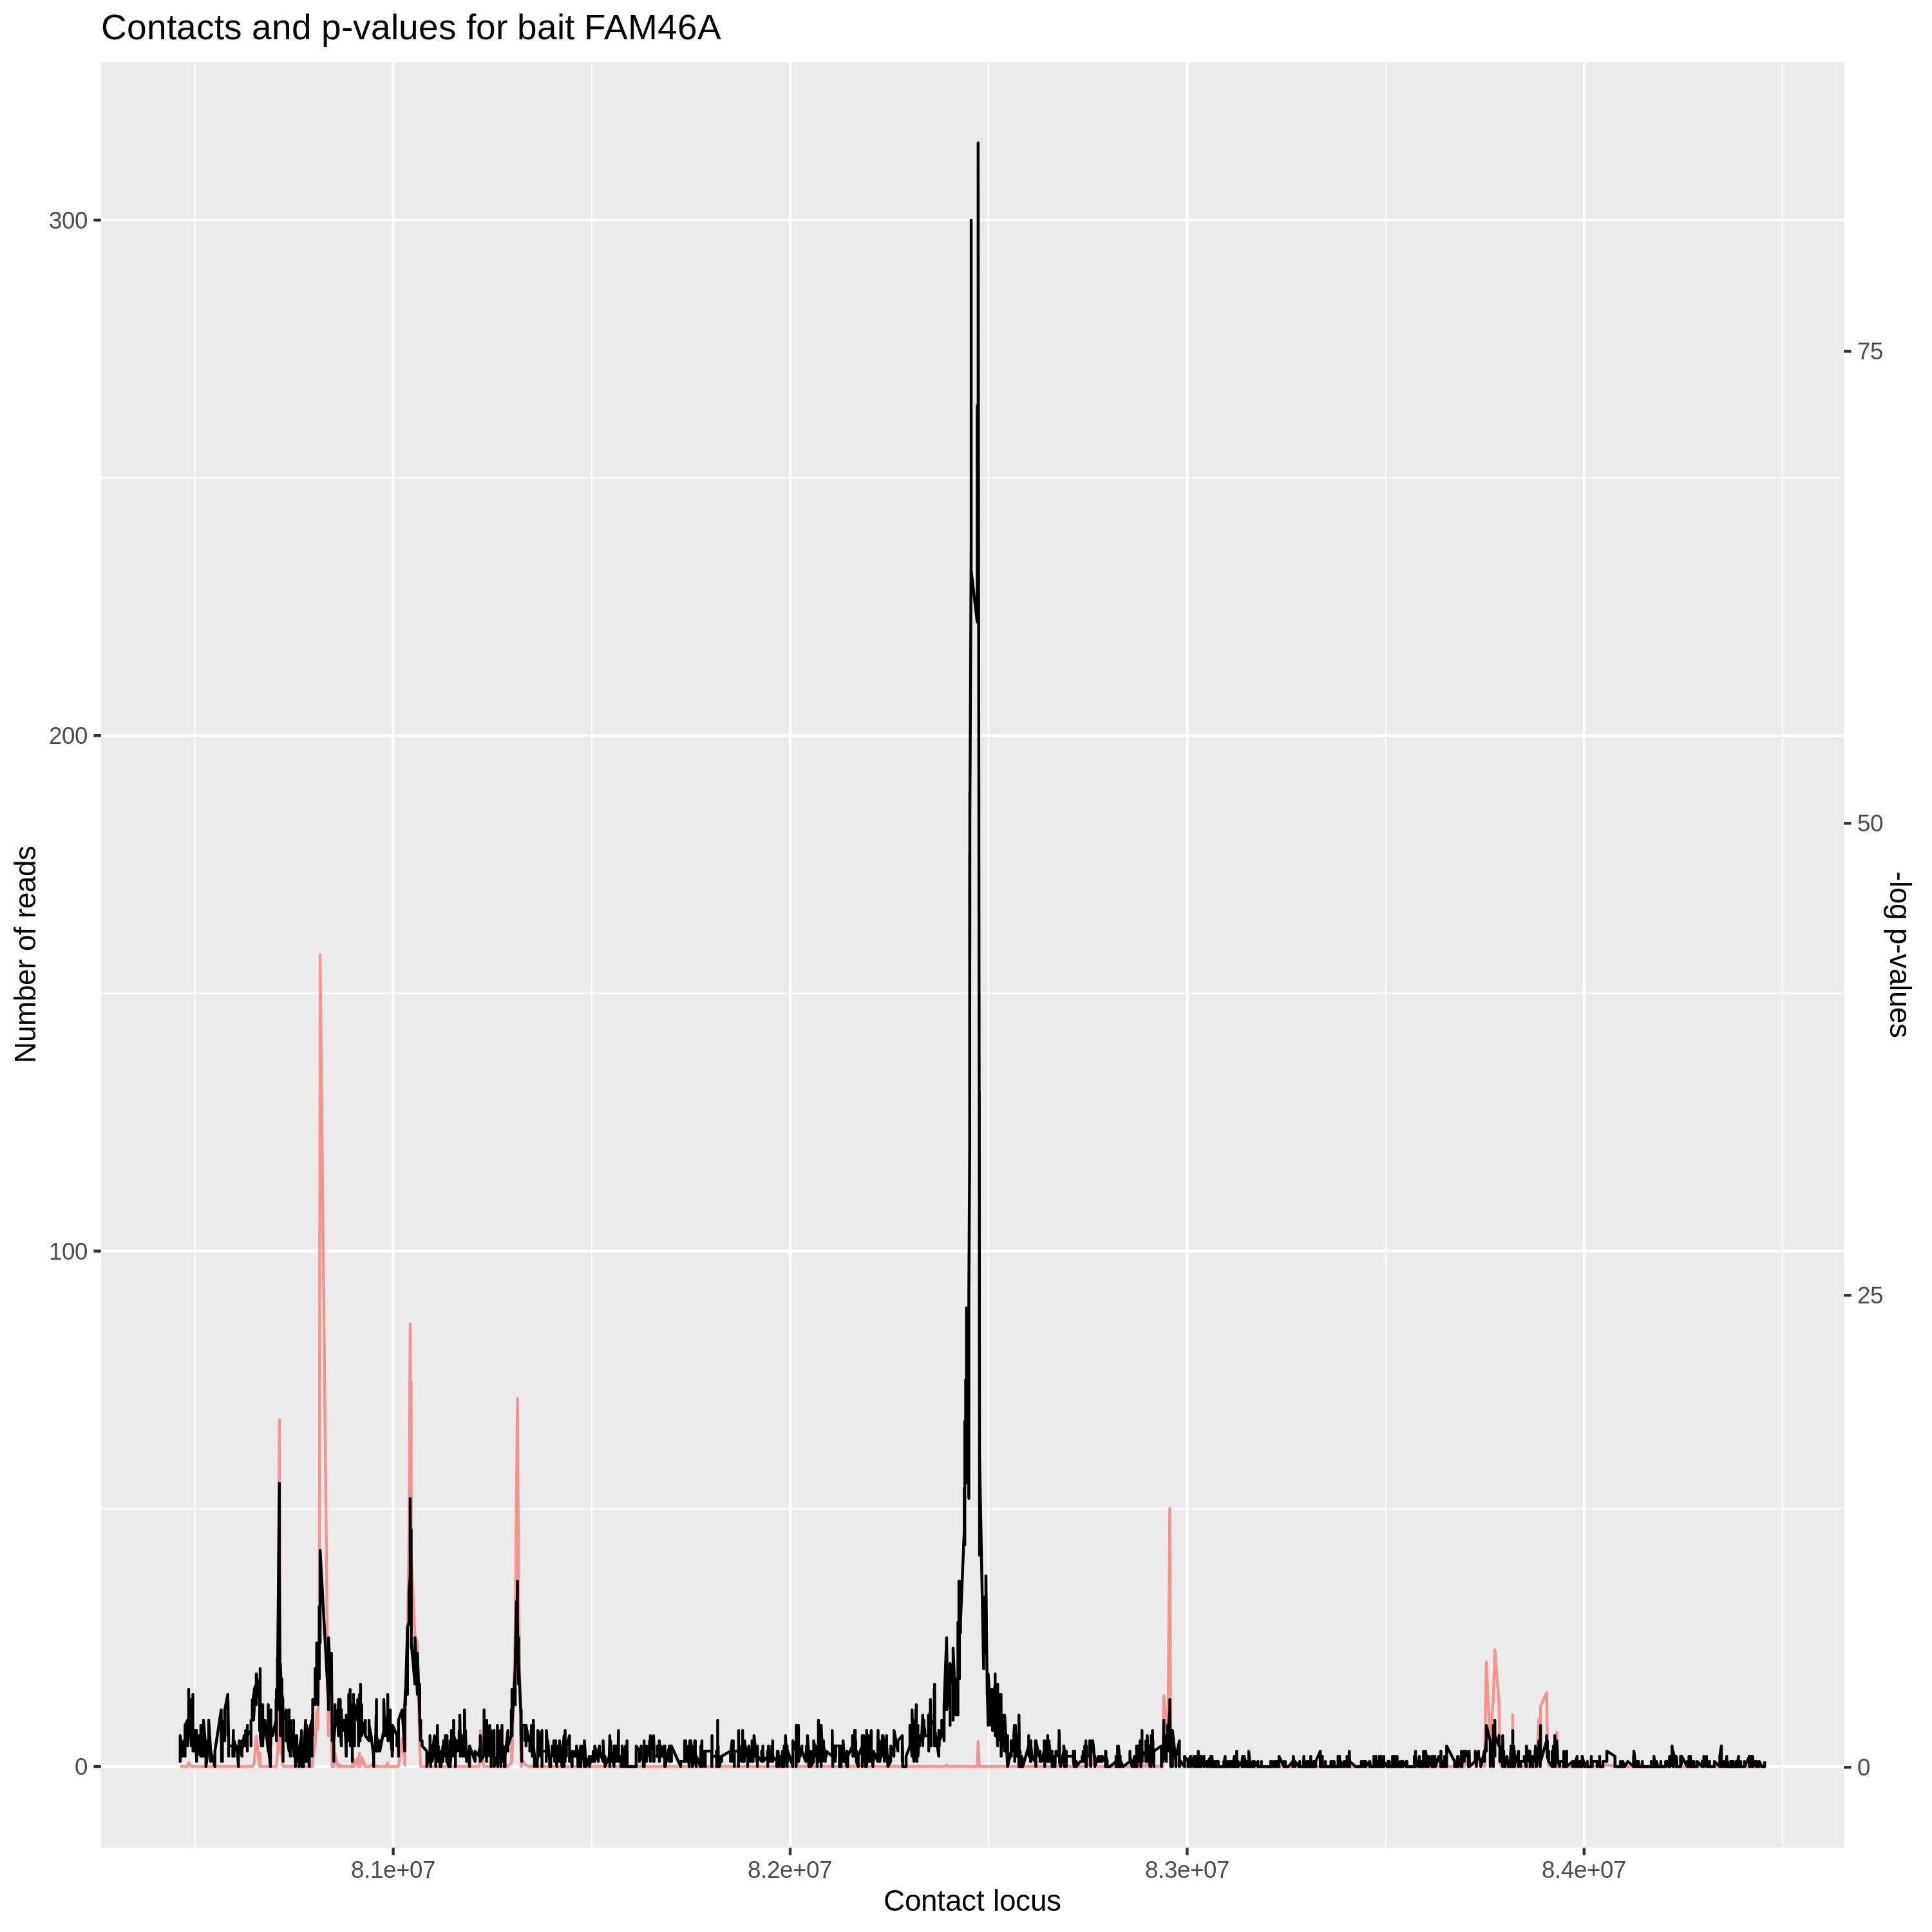 Contacts and p-values for bait FAM46A
Number of reads
300
200
100
0
75
50
25
0
-log p-values
8.1e+07
8.2e+07
8.3e+07
8.4e+07
Contact locus